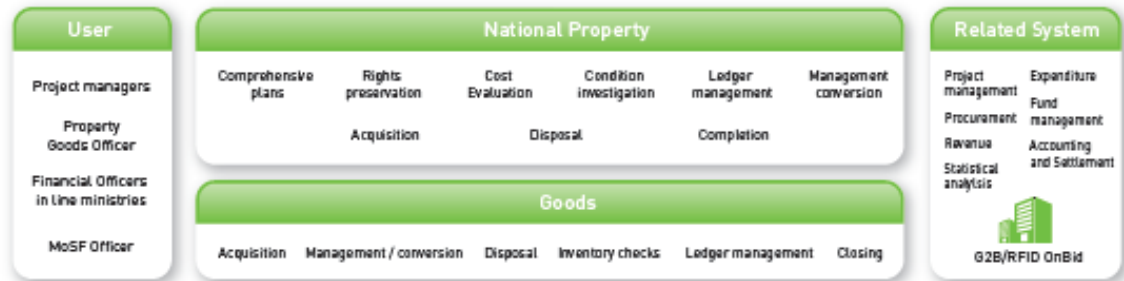 User
Project managers
Property
Goods Officer
Financial Officers
in line ministries
MoSF Officer
National Property
Comprehensive
plans
Rights
preservation
Cost
Evaluation
Condition
investigation
Ledger
management
Management
conversion
Acquisition
Disposal
Completion
Goods
Acquisition
Management / conversion
Disposal
Inventory checks
Ledger management
Closing
Related System
Project
management
Procurement
Revenue
Statistical
analylsis
Expenditure
Fund
management
Accounting
and Settlement
G2B/RFID OnBid